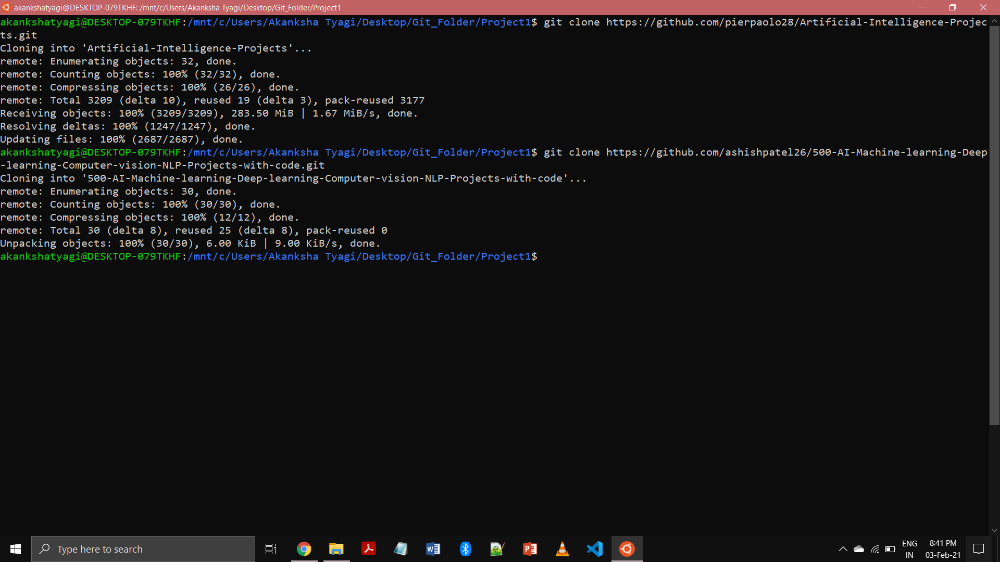 akankshatyagi@DESKTOP-079TKHF: /mnt/c/Users/Akanksha Tyagi/Desktop/Git_Folder/Project1
akankshatyagi@DESKTOP-079TKHF:/mnt/c/Users/Akanksha Tyagi/Desktop/Git_Folder/Project1$ git clone https://github.com/pierpaolo28/Artificial-Intelligence-Projec
ts.git
Cloning into 'Artificial-Intelligence-Projects'...
remote: Enumerating objects: 32, done.
remote: Counting objects: 100% (32/32), done.
remote: Compressing objects: 100% (26/26), done.
remote: Total 3209 (delta 10), reused 19 (delta 3), pack-reused 3177
Receiving objects: 100% (3209/3209), 283.50 MiB | 1.67 MiB/s, done.
Resolving deltas: 100% (1247/1247), done.
Updating files: 100% (2687/2687), done.
akankshatyagi@DESKTOP-079TKHF:/mnt/c/Users/Akanksha Tyagi/Desktop/Git_Folder/Project1$ git clone https://github.com/ashishpatel26/500-AI-Machine-learning-Deep
-learning-Computer-vision-NLP-Projects-with-code.git
Cloning into '500-AI-Machine-learning-Deep-learning-Computer-vision-NLP-Projects-with-code'...
remote: Enumerating objects: 30, done.
remote: Counting objects: 100% (30/30), done.
remote: Compressing objects: 100% (12/12), done.
remote: Total 30 (delta 8), reused 25 (delta 8), pack-reused 0
Unpacking objects: 100% (30/30), 6.00 KiB | 9.00 KiB/s, done.
akankshatyagi@DESKTOP-079TKHF:/mnt/c/Users/Akanksha Tyagi/Desktop/Git_Folder/Project1$
Type here to search
ENG
IN
8:41 PM
03-Feb-21